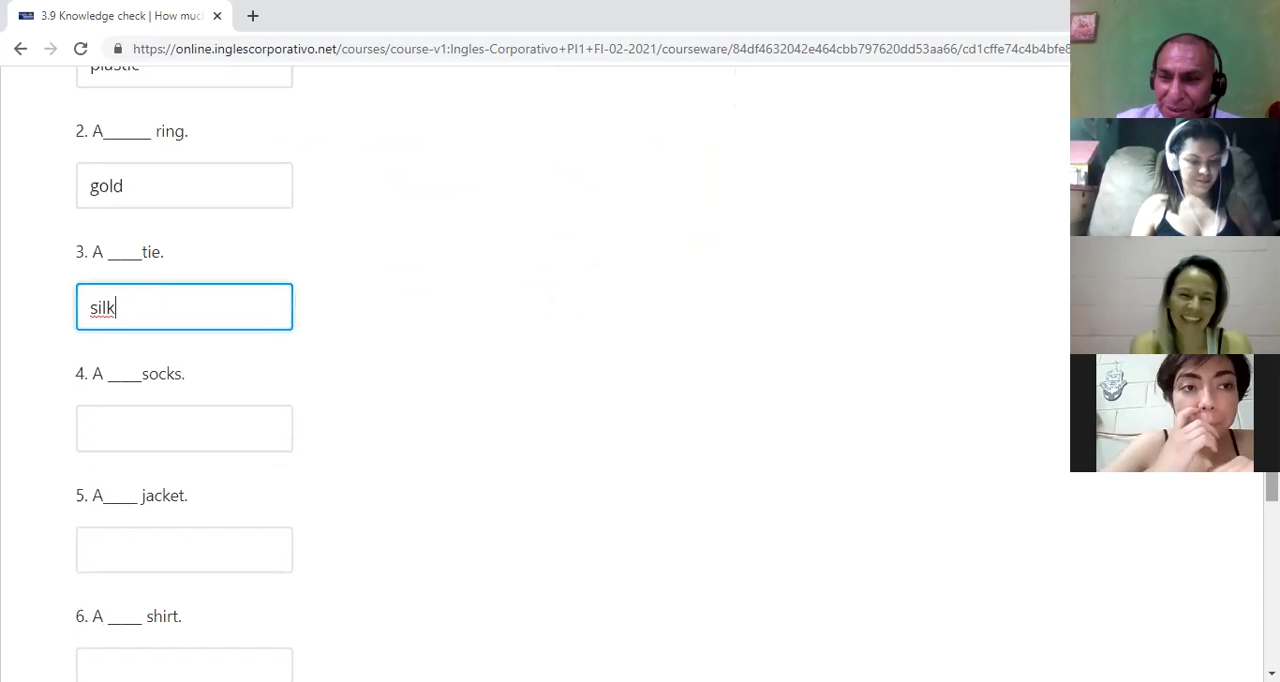 3.9 Knowledge check | How muc
https://online.inglescorporativo.net/courses/course-v1:Ingles-Corporativo+PI1+FI-02-2021/courseware/84df4632042e464cbb797620dd53aa66/cd1cffe74c4b4bfe8
plastic
2. A______ ring.
gold
3. A ____tie.
silk
4. A ____socks.
5. A____ jacket.
6. A ____ shirt.